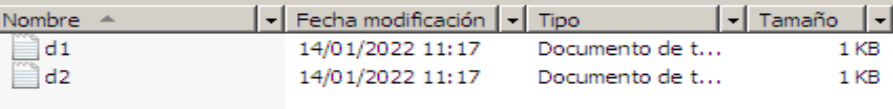 Nombre Fecha modificación Tipo Tamaño
d1 14/01/2022 11:17 Documento de t... 1 KB
d2 14/01/2022 11:17 Documento de t... 1 KB